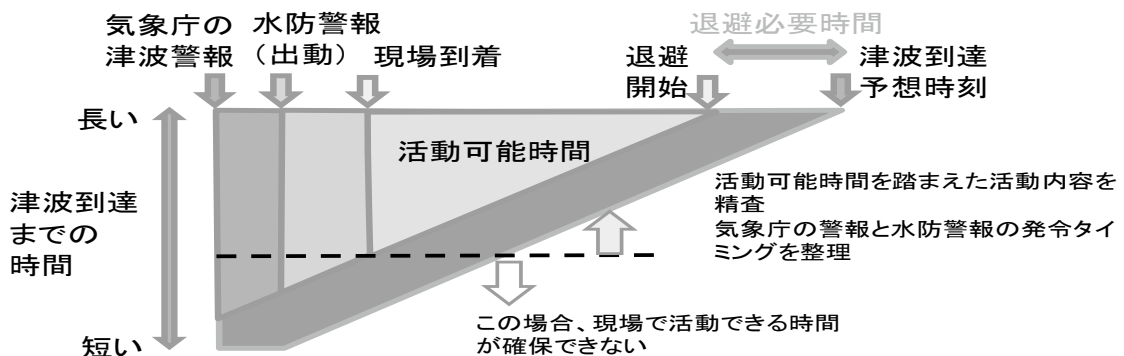 気象庁の
津波警報
水防警報
（出動）
現場到着
退避
開始
退避必要時間
津波到達
予想時刻
長い
活動可能時間
津波到達
までの
時間
短い
活動可能時間を踏まえた活動内容を
精査
気象庁の警報と水防警報の発令タイ
ミングを整理
この場合、現場で活動できる時間
が確保できない